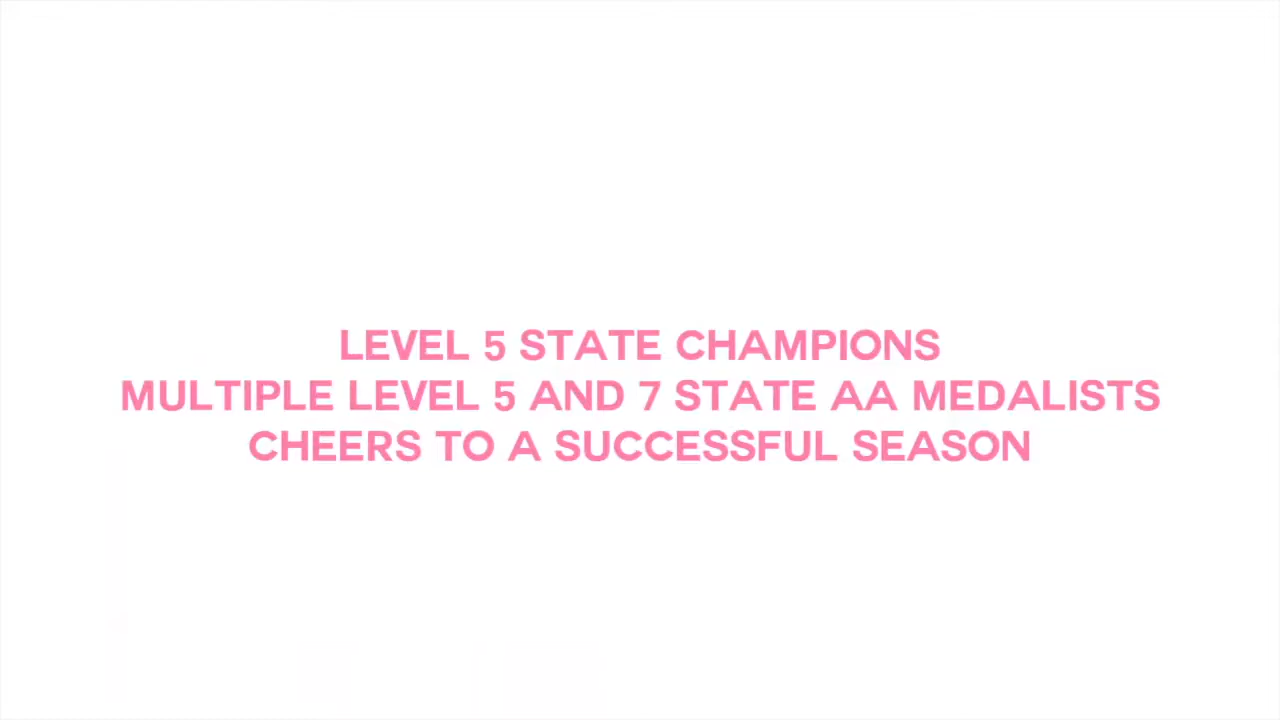 LEVEL 5 STATE CHAMPIONS
MULTIPLE LEVEL 5 AND 7 STATE AA MEDALISTS
CHEERS TO A SUCCESSFUL SEASON